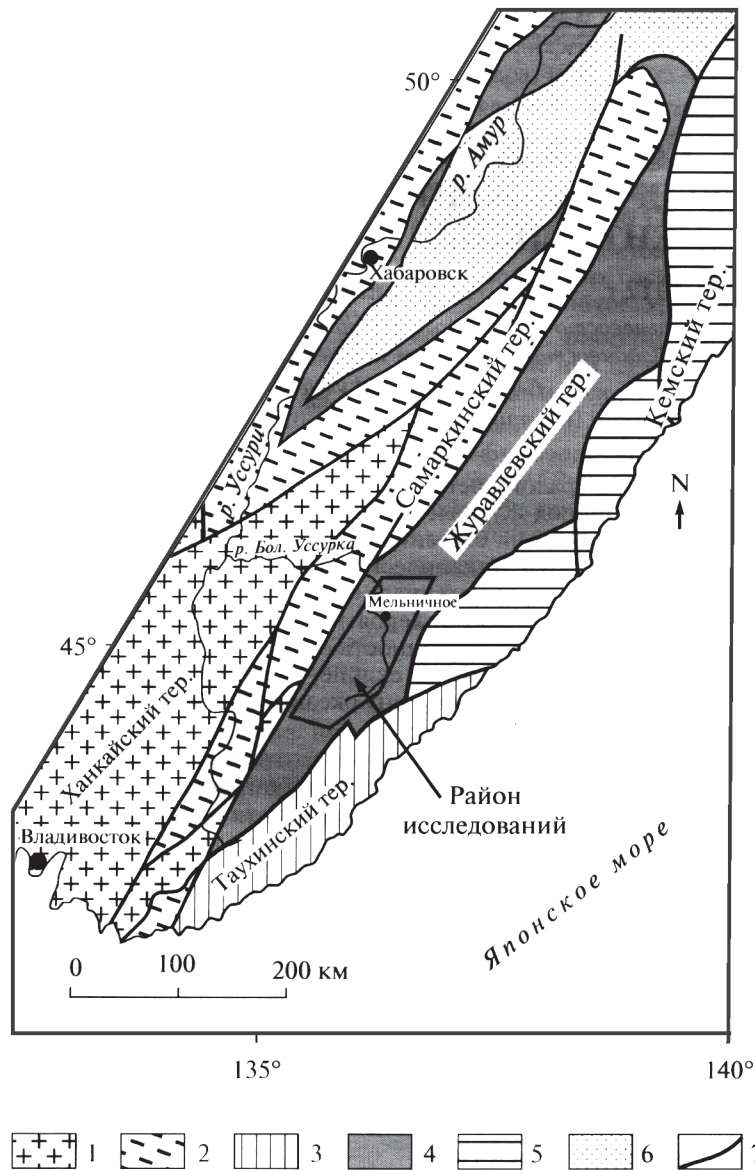 50°
р. Амур
Хабаровск
Кемский тер.
Самаркинский тер.
Журавлевский тер.
р. Уссури
N
р. Бол. Уссурка
Мельничное
45°
Ханкайский тер.
Район
исследований
Владивосток
Таухинский тер.
Японское море
0 100 200 км
135° 140°
1 2 3 4 5 6 7